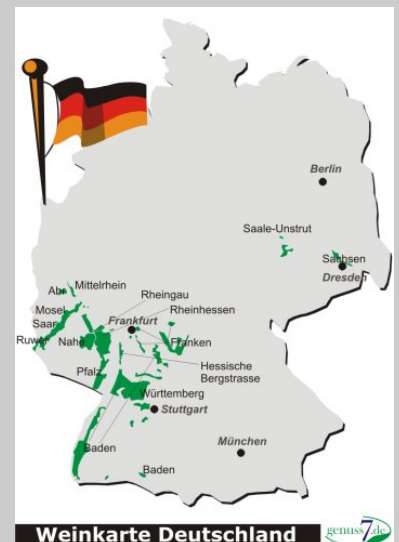 Berlin
Saale-Unstrut
Sachsen
Dresden
Ahr
Mittelrhein
Rheingau
Mosel
Saar
Ruwer
Rheinhessen
Frankfurt
Nahe
Franken
Pfalz
Hessische
Bergstrasse
Württemberg
Stuttgart
Baden
München
Baden
Weinkarte Deutschland
genuss7.de